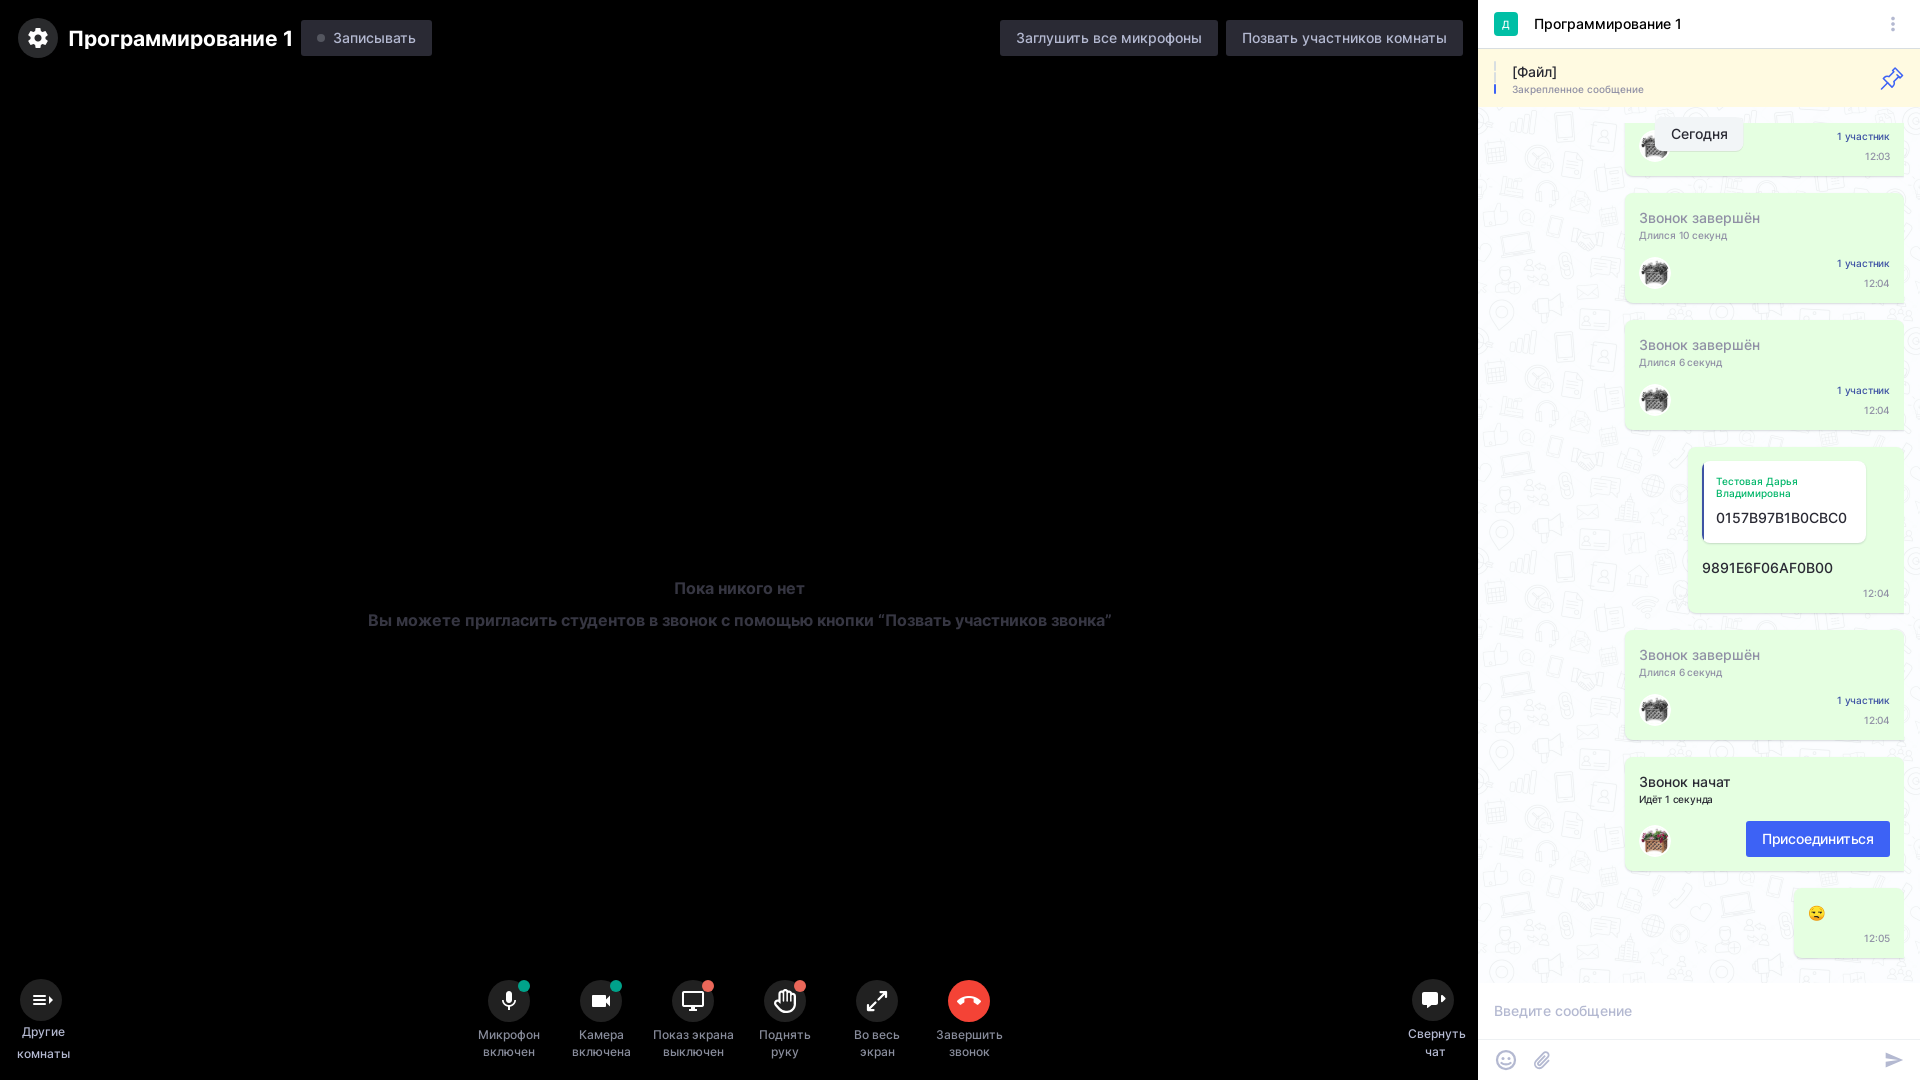 Программирование 1
Записывать
Заглушить все микрофоны
Позвать участников комнаты
Пока никого нет
Вы можете пригласить студентов в звонок с помощью кнопки “Позвать участников звонка”
Другие
комнаты
Микрофон
включен
Камера
включена
Показ экрана
выключен
Поднять
руку
Во весь
экран
Завершить
звонок
Свернуть
чат
Д
Программирование 1
[Файл]
Закрепленное сообщение
Сегодня
1 участник
12:03
Звонок завершён
Длился 10 секунд
1 участник
12:04
Звонок завершён
Длился 6 секунд
1 участник
12:04
Тестовая Дарья
Владимировна
0157B97B1B0CBC0
9891E6F06AF0B00
12:04
Звонок завершён
Длился 6 секунд
1 участник
12:04
Звонок начат
Идёт 1 секунда
Присоединиться
12:05
Введите сообщение